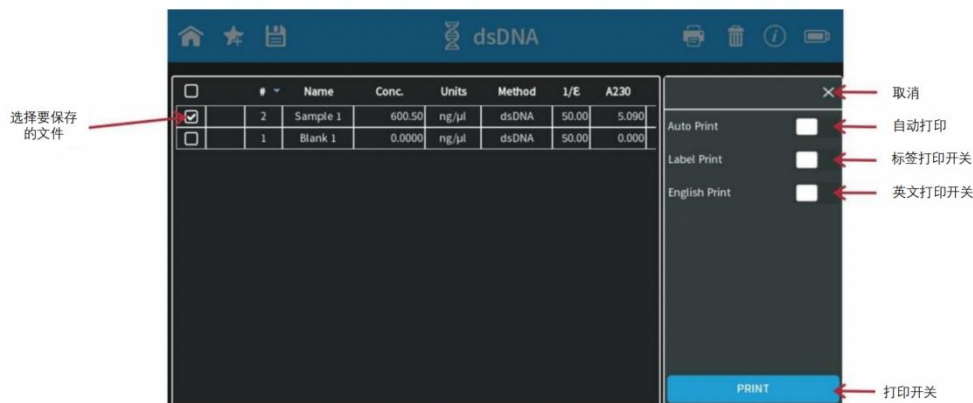 dsDNA
# Name Conc. Units Method 1/ε A230
2 Sample 1 600.50 ng/µl dsDNA 50.00 5.090
1 Blank 1 0.0000 ng/µl dsDNA 50.00 0.000
选择要保存
的文件
取消
Auto Print
自动打印
Label Print
标签打印开关
English Print
英文打印开关
PRINT
打印开关